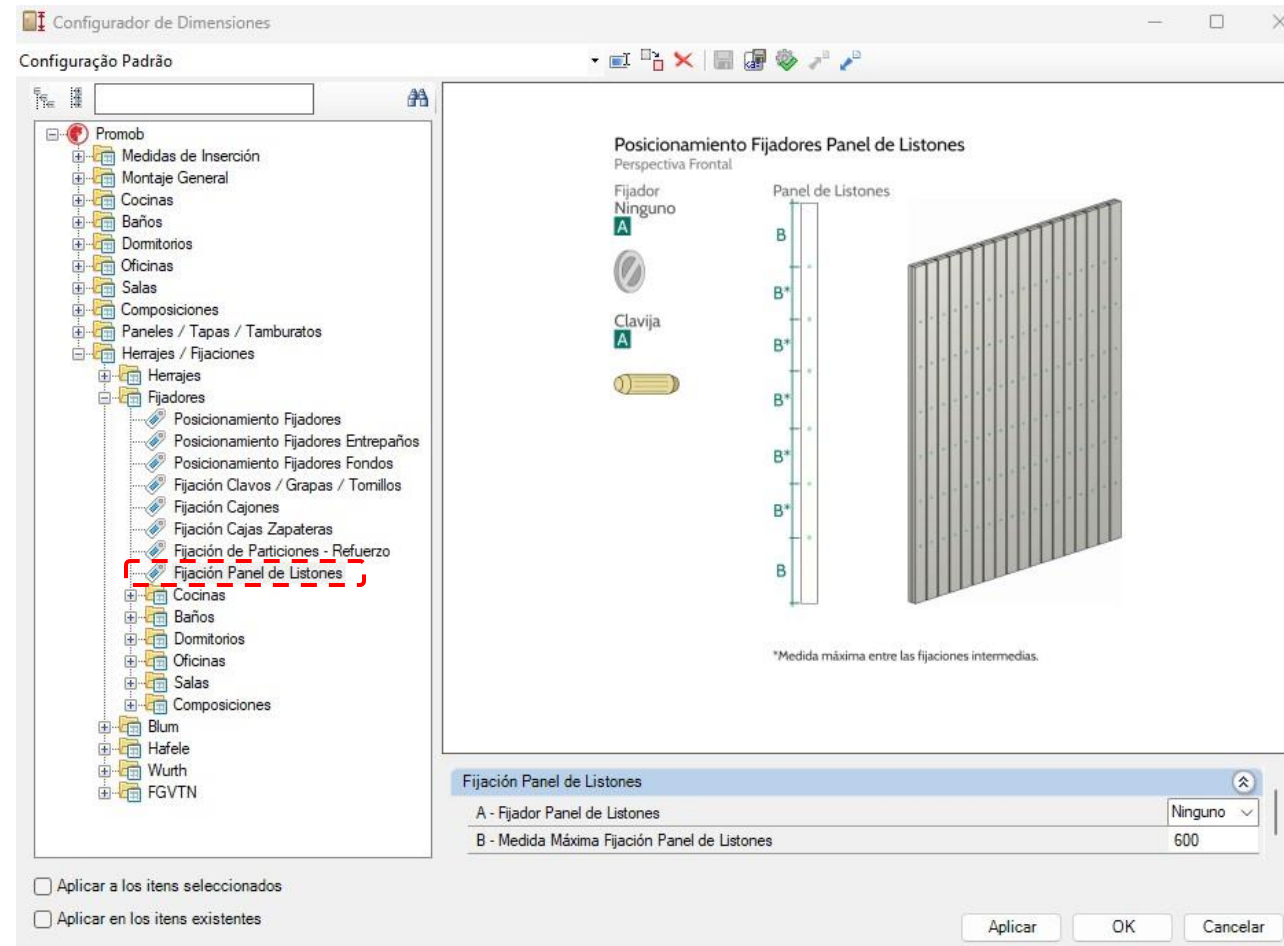 Configurador de Dimensiones
Configuração Padrão
Promob
Medidas de Inserción
Montaje General
Cocinas
Baños
Dormitorios
Oficinas
Salas
Composiciones
Paneles / Tapas / Tamburatos
Herrajes / Fijaciones
Herrajes
Fijadores
Posicionamiento Fijadores
Posicionamiento Fijadores Entrepaños
Posicionamiento Fijadores Fondos
Fijación Clavos / Grapas / Tornillos
Fijación Cajones
Fijación Cajas Zapateras
Fijación de Particiones - Refuerzo
Fijación Panel de Listones
Cocinas
Baños
Dormitorios
Oficinas
Salas
Composiciones
Blum
Hafele
Wurth
FGVTN
Posicionamiento Fijadores Panel de Listones
Perspectiva Frontal
Fijador
Ninguno
A
Clavija
A
Panel de Listones
B
B*
B*
B*
B*
B*
B
*Medida máxima entre las fijaciones intermedias.
Fijación Panel de Listones
A - Fijador Panel de Listones Ninguno
B - Medida Máxima Fijación Panel de Listones 600
Aplicar a los itens seleccionados
Aplicar en los itens existentes
Aplicar OK Cancelar